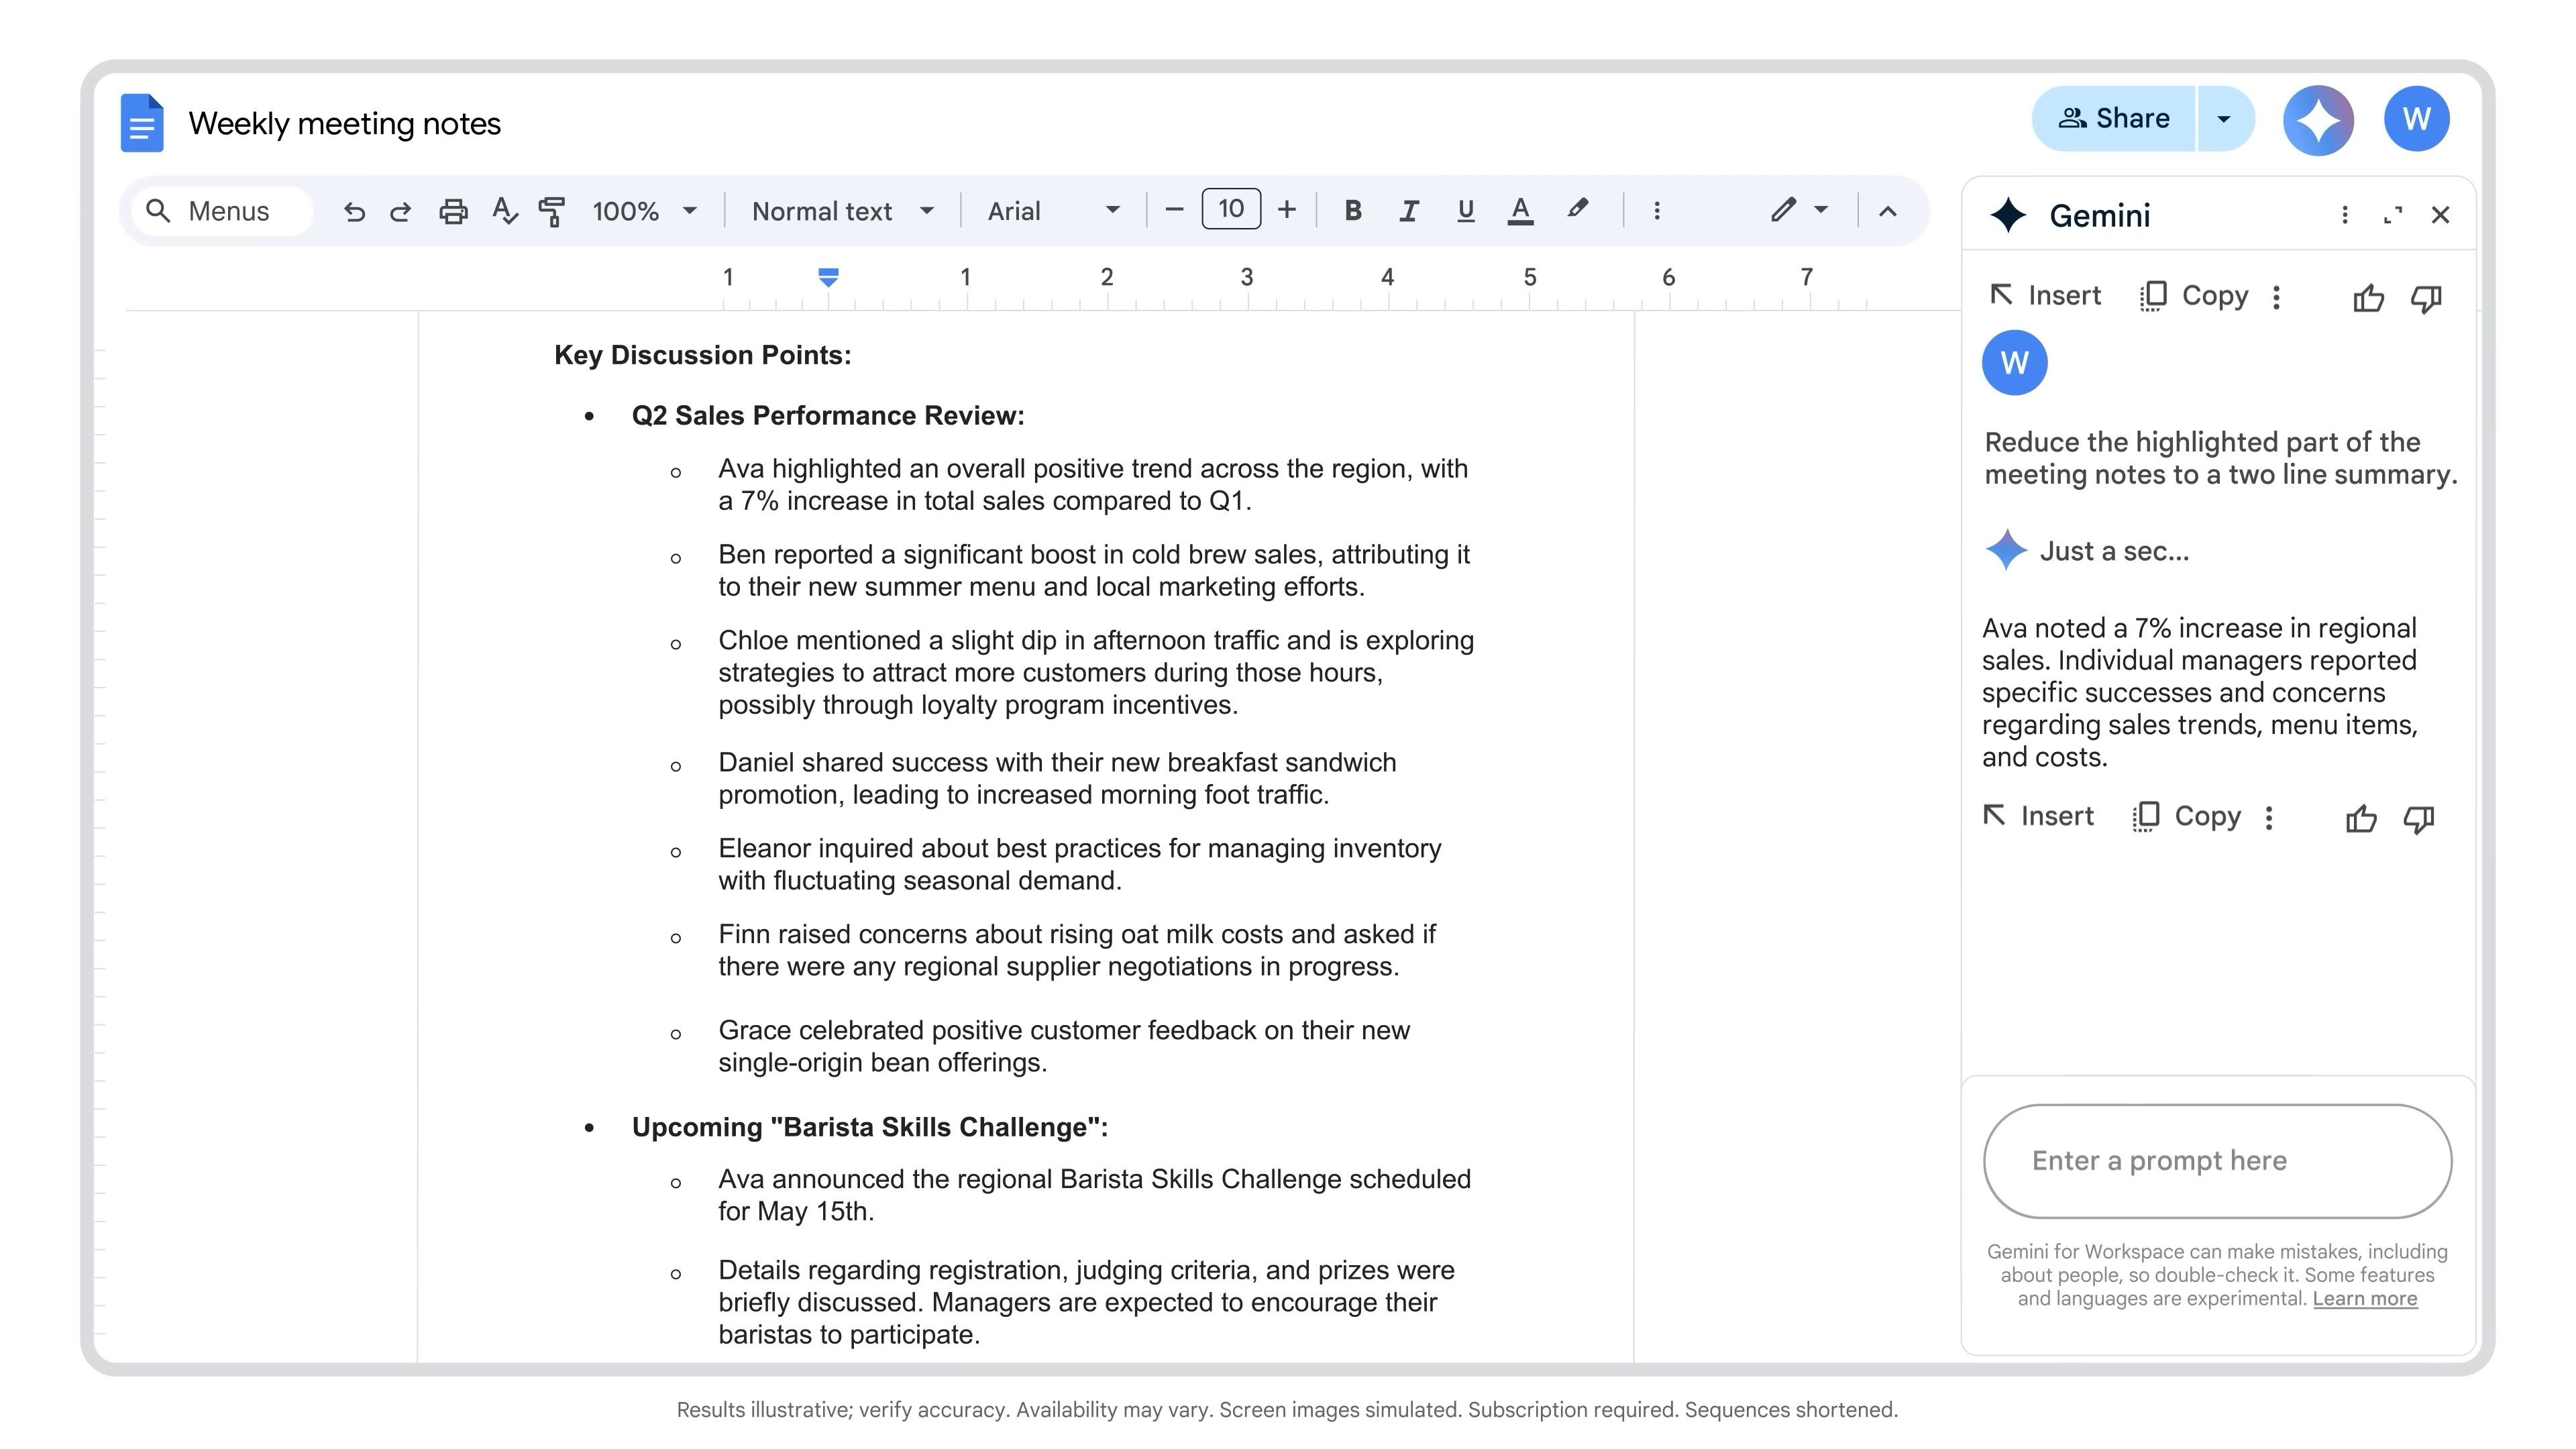 Weekly meeting notes
Share
W
Menus
100%
Normal text
Arial
10
B
I
U
A
1
1
2
3
4
5
6
7
Key Discussion Points:
• Q2 Sales Performance Review:
o Ava highlighted an overall positive trend across the region, with
a 7% increase in total sales compared to Q1.
o Ben reported a significant boost in cold brew sales, attributing it
to their new summer menu and local marketing efforts.
o Chloe mentioned a slight dip in afternoon traffic and is exploring
strategies to attract more customers during those hours,
possibly through loyalty program incentives.
o Daniel shared success with their new breakfast sandwich
promotion, leading to increased morning foot traffic.
o Eleanor inquired about best practices for managing inventory
with fluctuating seasonal demand.
o Finn raised concerns about rising oat milk costs and asked if
there were any regional supplier negotiations in progress.
o Grace celebrated positive customer feedback on their new
single-origin bean offerings.
• Upcoming "Barista Skills Challenge":
o Ava announced the regional Barista Skills Challenge scheduled
for May 15th.
o Details regarding registration, judging criteria, and prizes were
briefly discussed. Managers are expected to encourage their
baristas to participate.
Gemini
Insert
Copy
W
Reduce the highlighted part of the
meeting notes to a two line summary.
Just a sec...
Ava noted a 7% increase in regional
sales. Individual managers reported
specific successes and concerns
regarding sales trends, menu items,
and costs.
Insert
Copy
Enter a prompt here
Gemini for Workspace can make mistakes, including
about people, so double-check it. Some features
and languages are experimental. Learn more
Results illustrative; verify accuracy. Availability may vary. Screen images simulated. Subscription required. Sequences shortened.